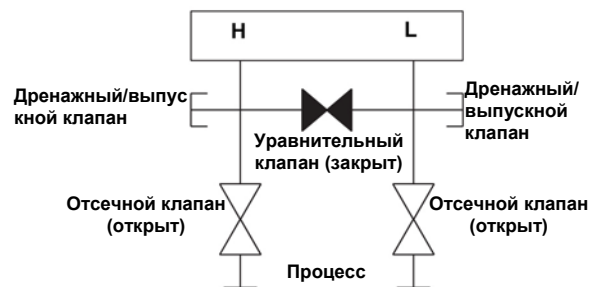 H
L
Дренажный/выпус
кной клапан
Дренажный/
выпускной
клапан
Уравнительный
клапан (закрыт)
Отсечной клапан
(открыт)
Отсечной клапан
(открыт)
Процесс